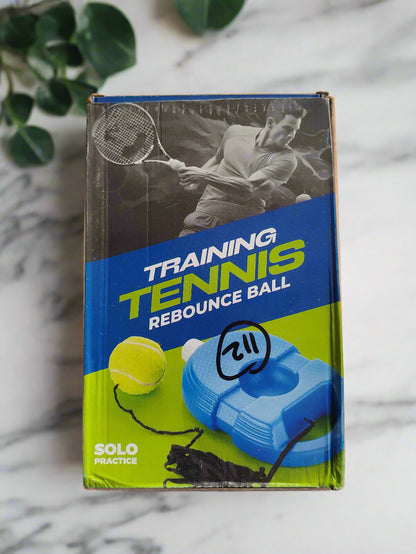 TRAINING
TENNIS
REBOUNCE BALL
211
SOLO
PRACTICE